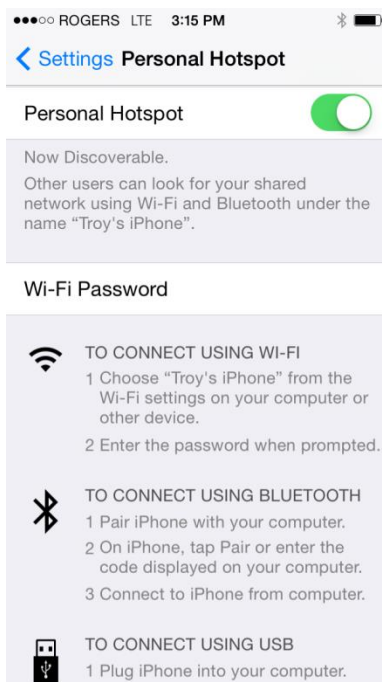 ROGERS LTE 3:15 PM
Settings Personal Hotspot
Personal Hotspot
Now Discoverable.
Other users can look for your shared
network using Wi-Fi and Bluetooth under the
name “Troy's iPhone”.
Wi-Fi Password
TO CONNECT USING WI-FI
1 Choose “Troy's iPhone” from the
Wi-Fi settings on your computer or
other device.
2 Enter the password when prompted.
TO CONNECT USING BLUETOOTH
1 Pair iPhone with your computer.
2 On iPhone, tap Pair or enter the
code displayed on your computer.
3 Connect to iPhone from computer.
TO CONNECT USING USB
1 Plug iPhone into your computer.